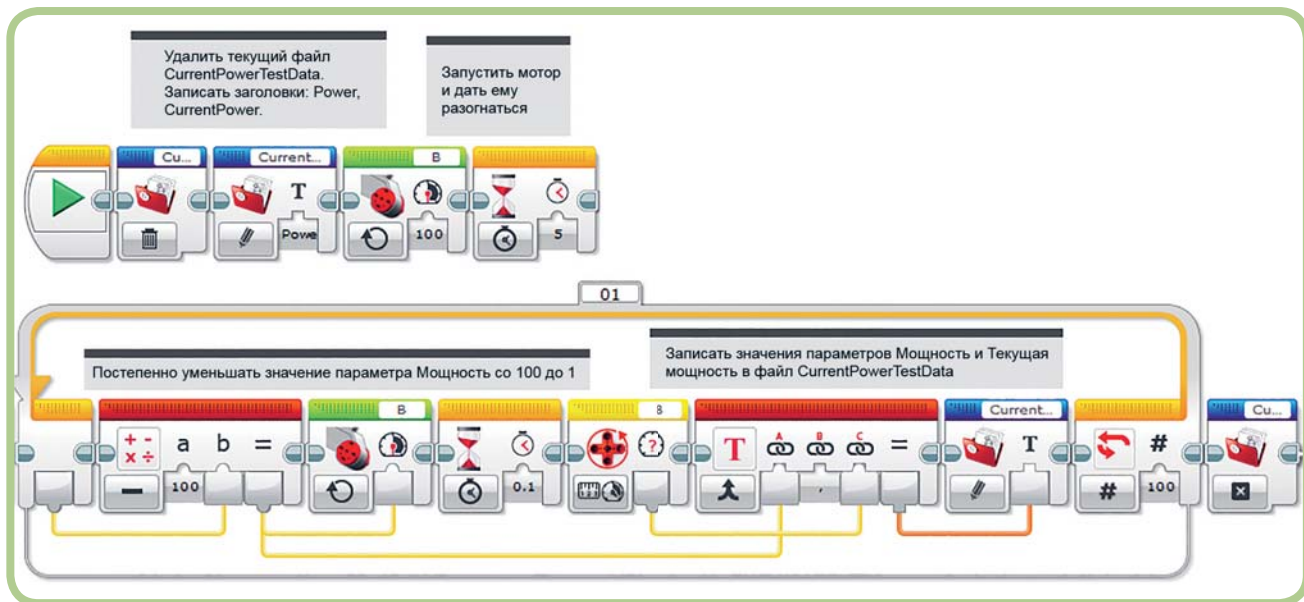 Удалить текущий файл
CurrentPowerTestData.
Записать заголовки: Power,
CurrentPower.
Запустить мотор
и дать ему
разогнаться
Cu...
Current...
B
T
Powe
100
5
01
Постепенно уменьшать значение параметра Мощность со 100 до 1
Записать значения параметров Мощность и Текущая
мощность в файл CurrentPowerTestData
B
B
Current...
Cu...
+ -
× ÷
a b =
T
A B C
=
T
#
100
0.1
,
#
100